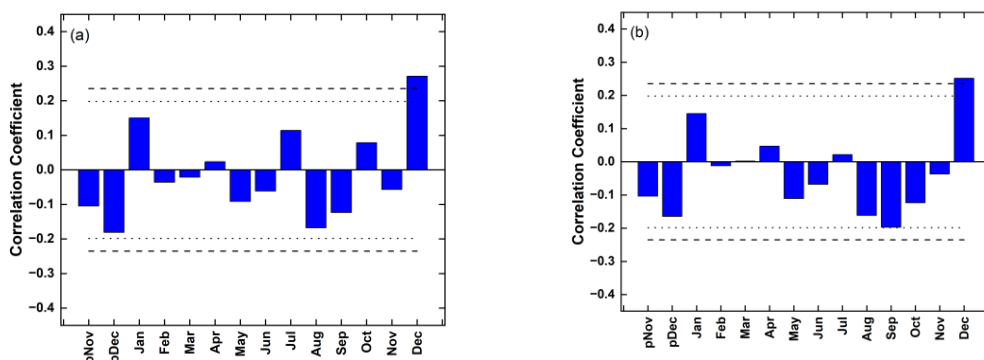 (a)
Correlation Coefficient
0.4
0.3
0.2
0.1
0.0
−0.1
−0.2
−0.3
−0.4
pNov
pDec
Jan
Feb
Mar
Apr
May
Jun
Jul
Aug
Sep
Oct
Nov
Dec
(b)
Correlation Coefficient
0.4
0.3
0.2
0.1
0.0
−0.1
−0.2
−0.3
−0.4
pNov
pDec
Jan
Feb
Mar
Apr
May
Jun
Jul
Aug
Sep
Oct
Nov
Dec